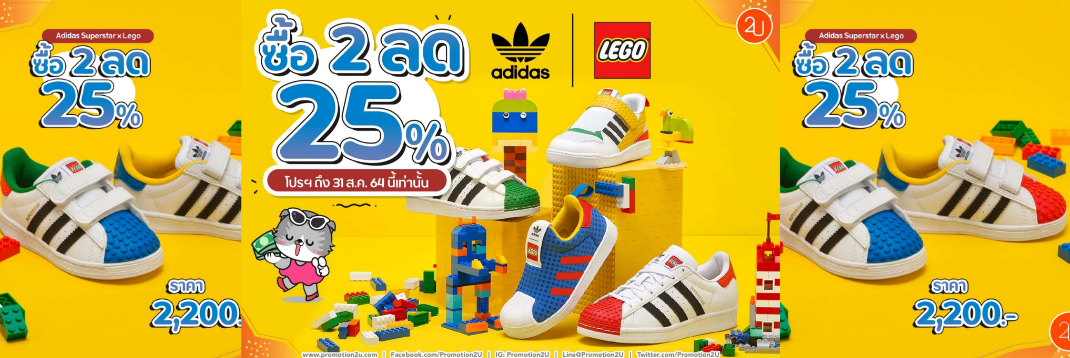 Adidas Superstar x Lego
ซื้อ 2 ลด
25%
ราคา
2,200.
ซื้อ 2 ลด
25%
โปรฯ ถึง 31 ส.ค. 64 นี้เท่านั้น
adidas
LEGO
2U
www.promotion2u.com | Facebook.com/Promotion2U | IG: Promotion2U | Line@Promotion2U | Twitter.com/Promotion2U
Adidas Superstar x Lego
ซื้อ 2 ลด
25%
ราคา
2,200.-
2